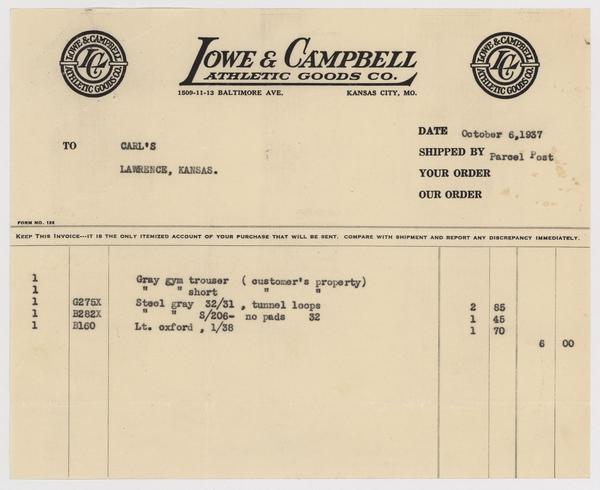 LOWE & CAMPBELL ATHLETIC GOODS CO.
LC
LOWE & CAMPBELL
ATHLETIC GOODS CO.
1509-11-13 BALTIMORE AVE. KANSAS CITY, MO.
LOWE & CAMPBELL ATHLETIC GOODS CO.
LC
TO CARL'S
LAWRENCE, KANSAS.
DATE October 6,1937
SHIPPED BY Parcel Post
YOUR ORDER
OUR ORDER
FORM NO. 122
KEEP THIS INVOICE---IT IS THE ONLY ITEMIZED ACCOUNT OF YOUR PURCHASE THAT WILL BE SENT. COMPARE WITH SHIPMENT AND REPORT ANY DISCREPANCY IMMEDIATELY.
1 Gray gym trouser ( customer's property)
1 " " short " "
1 G275X Steel gray 32/31 , tunnel loops 2 85
1 B282X " " S/206- no pads 32 1 45
1 B160 Lt. oxford , 1/38 1 70
6 00